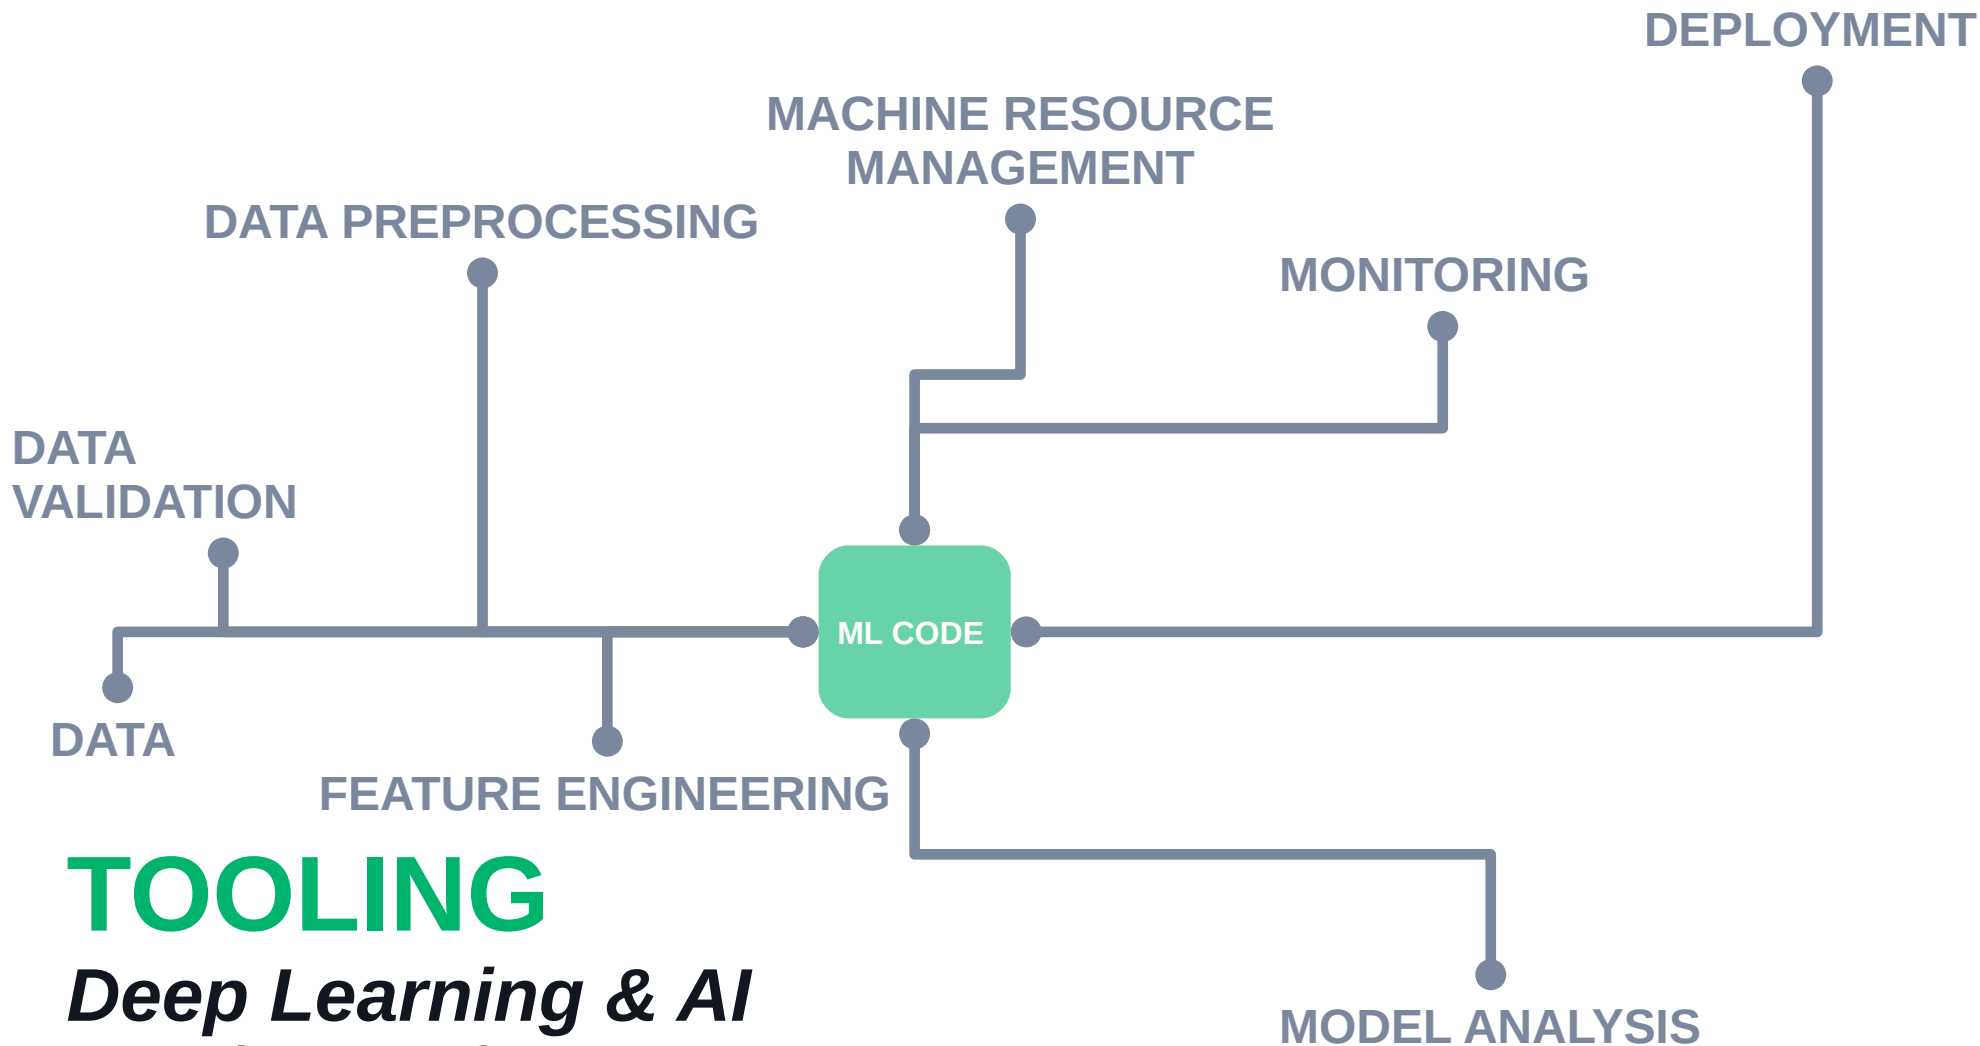 DEPLOYMENT
MACHINE RESOURCE
MANAGEMENT
DATA PREPROCESSING
MONITORING
DATA
VALIDATION
ML CODE
DATA
FEATURE ENGINEERING
TOOLING
Deep Learning & AI
MODEL ANALYSIS